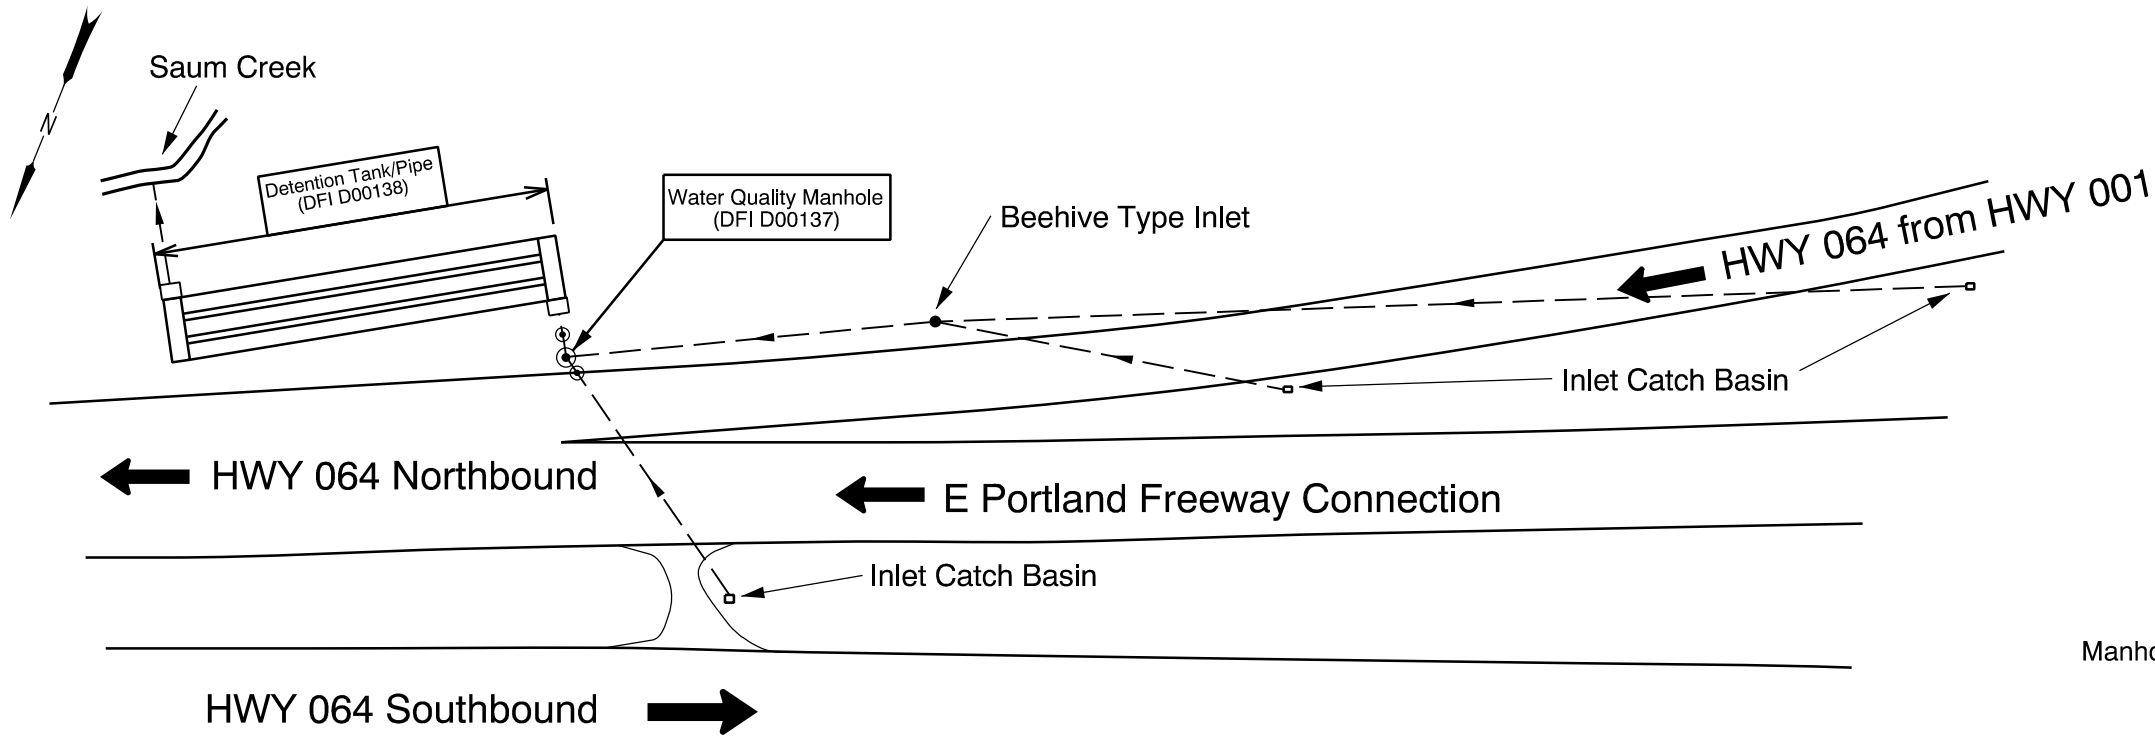 Saum Creek
N
Detention Tank/Pipe
(DFI D00138)
Water Quality Manhole
(DFI D00137)
Beehive Type Inlet
HWY 064 from HWY 001
Inlet Catch Basin
HWY 064 Northbound
E Portland Freeway Connection
Inlet Catch Basin
Manho
HWY 064 Southbound